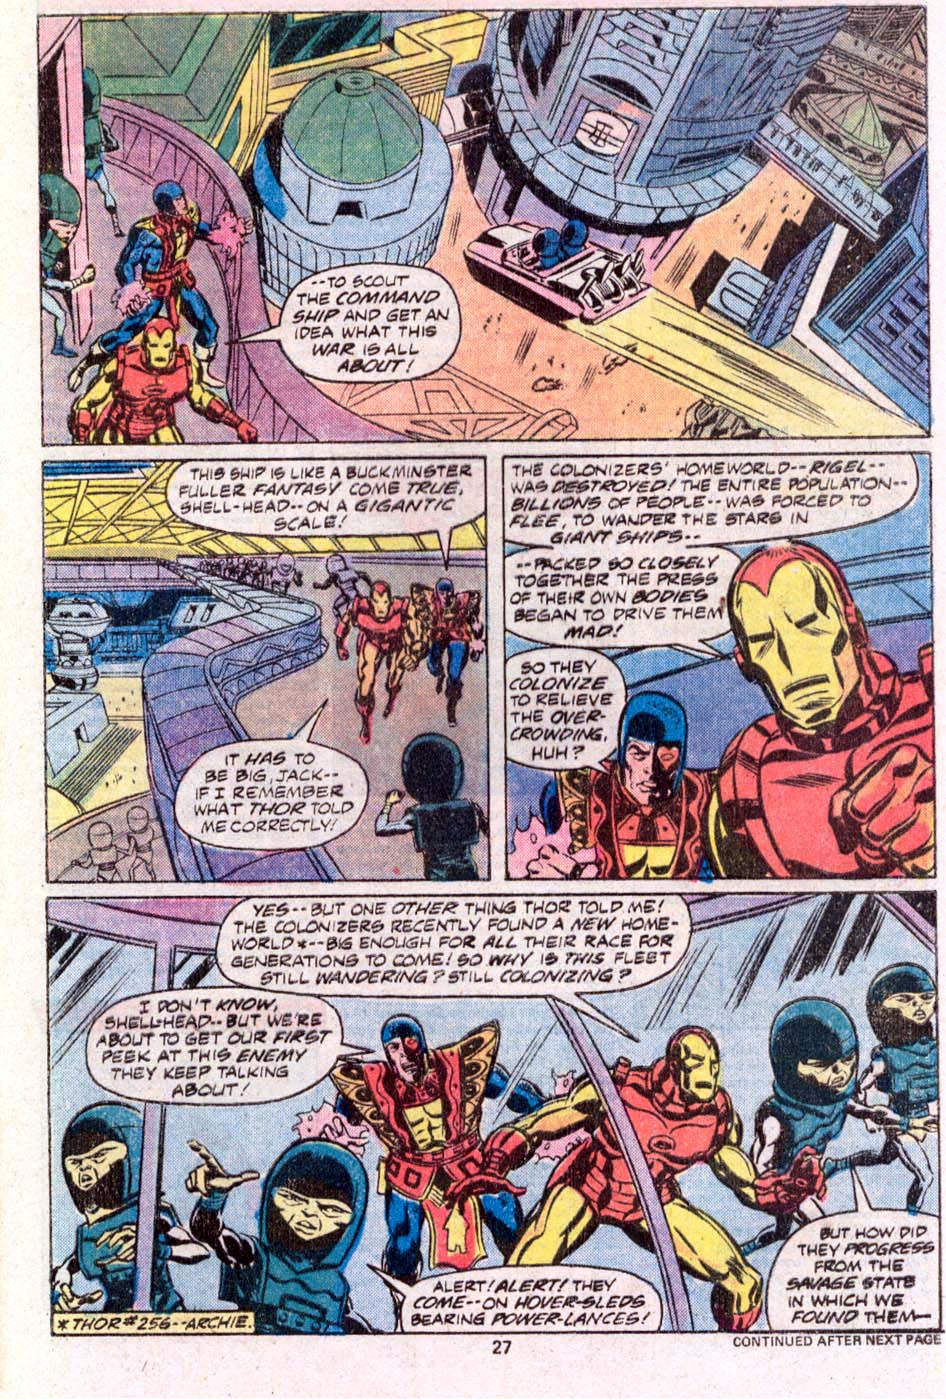 --TO SCOUT
THE COMMAND
SHIP AND GET AN
IDEA WHAT THIS
WAR IS ALL
ABOUT!
THIS SHIP IS LIKE A BUCKMINSTER
FULLER FANTASY COME TRUE,
SHELL-HEAD--ON A GIGANTIC
SCALE!
IT HAS TO
BE BIG, JACK--
IF I REMEMBER
WHAT THOR TOLD
ME CORRECTLY!
THE COLONIZERS' HOMEWORLD--RIGEL--
WAS DESTROYED! THE ENTIRE POPULATION--
BILLIONS OF PEOPLE--WAS FORCED TO
FLEE, TO WANDER THE STARS IN
GIANT SHIPS--
--PACKED SO CLOSELY
TOGETHER THE PRESS
OF THEIR OWN BODIES
BEGAN TO DRIVE THEM
MAD!
SO THEY
COLONIZE
TO RELIEVE
THE OVER-
CROWDING,
HUH?
YES--BUT ONE OTHER THING THOR TOLD ME!
THE COLONIZERS RECENTLY FOUND A NEW HOME-
WORLD*--BIG ENOUGH FOR ALL THEIR RACE FOR
GENERATIONS TO COME! SO WHY IS THIS FLEET
STILL WANDERING? STILL COLONIZING?
I DON'T KNOW,
SHELL-HEAD--BUT WE'RE
ABOUT TO GET OUR FIRST
PEEK AT THIS ENEMY
THEY KEEP TALKING
ABOUT!
ALERT! ALERT! THEY
COME--ON HOVER-SLEDS
BEARING POWER-LANCES!
BUT HOW DID
THEY PROGRESS
FROM THE
SAVAGE STATE
IN WHICH WE
FOUND THEM--
*THOR #256--ARCHIE.
27
CONTINUED AFTER NEXT PAGE